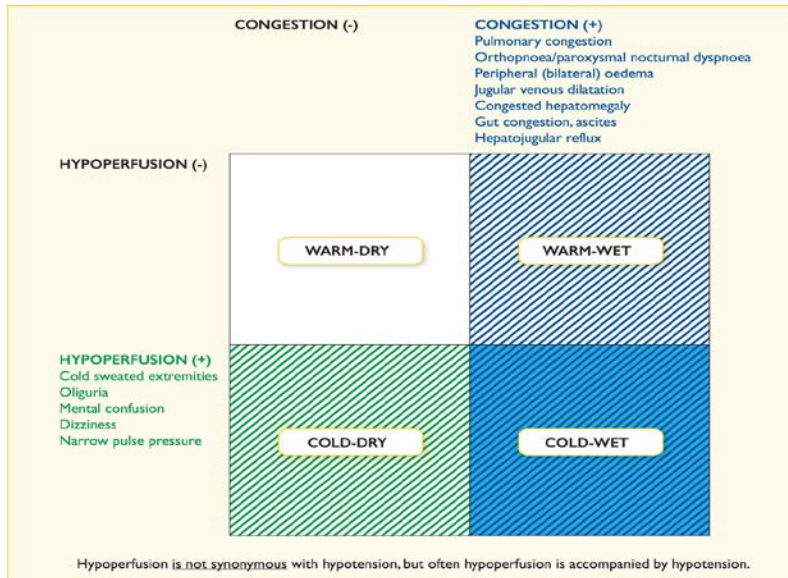 CONGESTION (-)
CONGESTION (+)
Pulmonary congestion
Orthopnoea/paroxysmal nocturnal dyspnoea
Peripheral (bilateral) oedema
Jugular venous dilatation
Congested hepatomegaly
Gut congestion, ascites
Hepatojugular reflux
HYPOPERFUSION (-)
WARM-DRY
WARM-WET
HYPOPERFUSION (+)
Cold sweated extremities
Oliguria
Mental confusion
Dizziness
Narrow pulse pressure
COLD-DRY
COLD-WET
Hypoperfusion is not synonymous with hypotension, but often hypoperfusion is accompanied by hypotension.